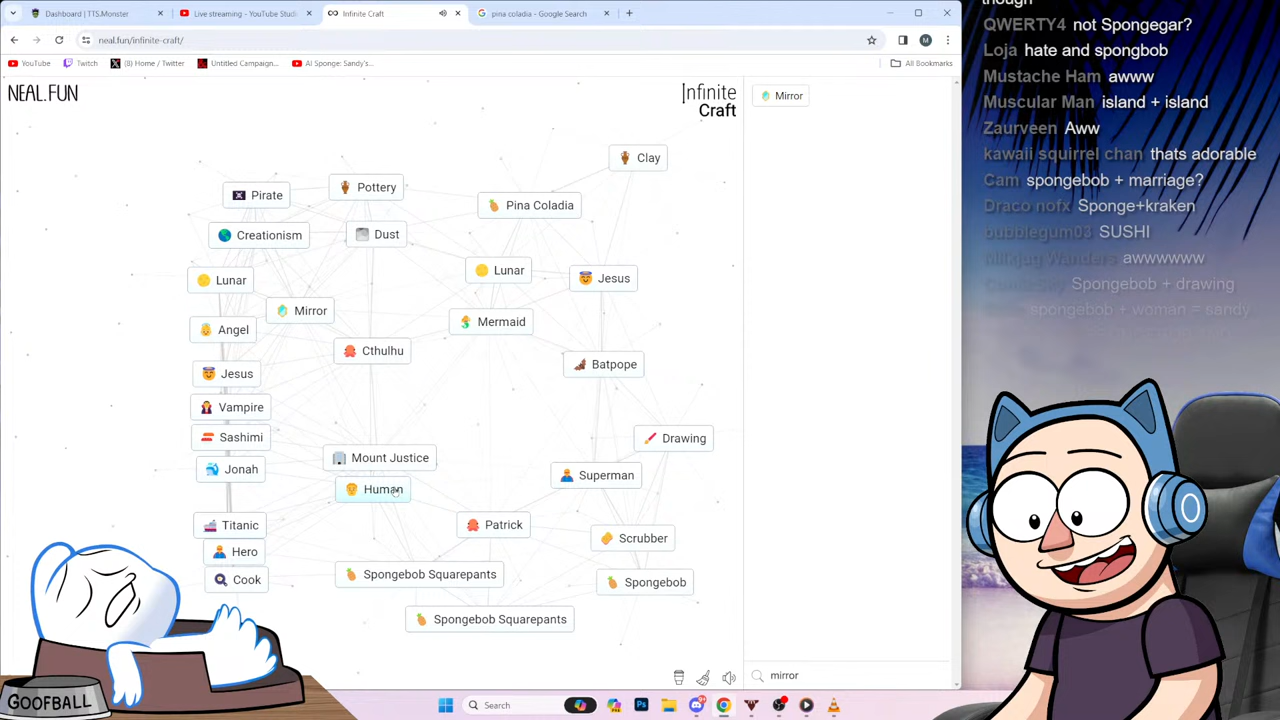 Dashboard | TTS.Monster
Live streaming - YouTube Studi
Infinite Craft
pina coladia - Google Search
neal.fun/infinite-craft/
YouTube
Twitch
(8) Home / Twitter
Untitled Campaign...
AI Sponge: Sandy's...
All Bookmarks
NEAL.FUN
Infinite
Craft
Mirror
Clay
Pirate
Pottery
Pina Coladia
Creationism
Dust
Lunar
Lunar
Jesus
Mirror
Angel
Mermaid
Cthulhu
Batpope
Jesus
Vampire
Sashimi
Drawing
Mount Justice
Jonah
Superman
Human
Titanic
Patrick
Scrubber
Hero
Spongebob Squarepants
Cook
Spongebob
Spongebob Squarepants
mirror
Search
though
QWERTY4 not Spongegar?
Loja hate and spongbob
Mustache Ham awww
Muscular Man island + island
Zaurveen Aww
kawaii squirrel chan thats adorable
Cam spongebob + marriage?
Draco nofx Sponge+kraken
bubblegum03 SUSHI
Milkjug Wanders awwwwww
Spongebob + drawing
spongebob + woman = sandy
GOOFBALL